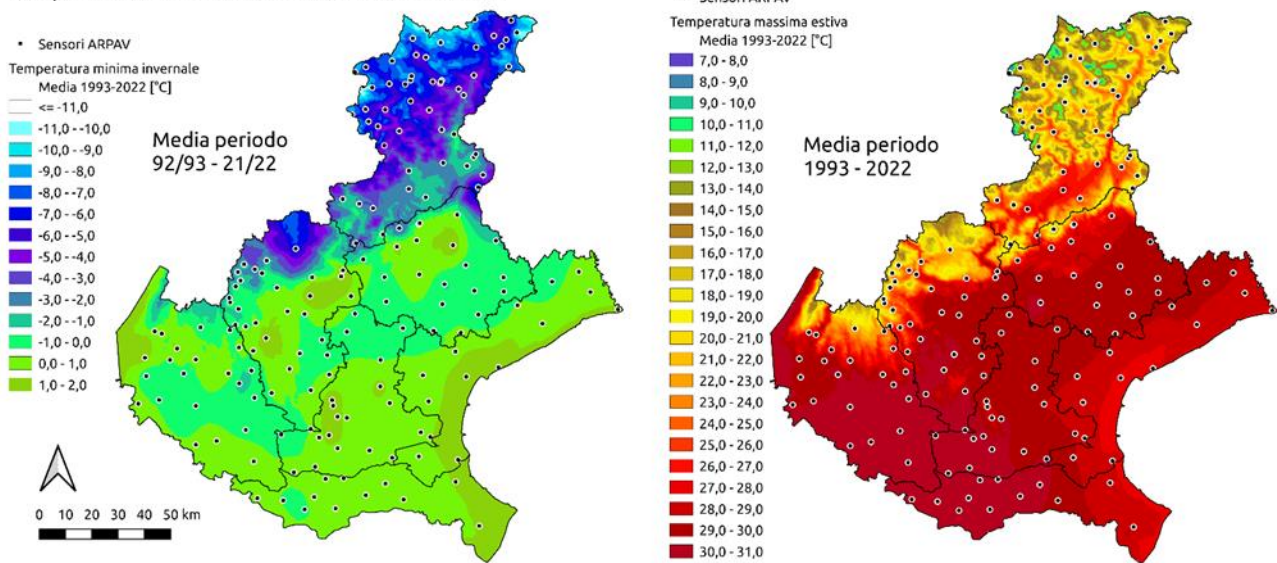 Sensori ARPAV
Temperatura minima invernale
Media 1993-2022 [°C]
<= -11,0
-11,0 - -10,0
-10,0 - -9,0
-9,0 - -8,0
-8,0 - -7,0
-7,0 - -6,0
-6,0 - -5,0
-5,0 - -4,0
-4,0 - -3,0
-3,0 - -2,0
-2,0 - -1,0
-1,0 - 0,0
0,0 - 1,0
1,0 - 2,0
Media periodo
92/93 - 21/22
0 10 20 30 40 50 km
Sensori ARPAV
Temperatura massima estiva
Media 1993-2022 [°C]
7,0 - 8,0
8,0 - 9,0
9,0 - 10,0
10,0 - 11,0
11,0 - 12,0
12,0 - 13,0
13,0 - 14,0
14,0 - 15,0
15,0 - 16,0
16,0 - 17,0
17,0 - 18,0
18,0 - 19,0
19,0 - 20,0
20,0 - 21,0
21,0 - 22,0
22,0 - 23,0
23,0 - 24,0
24,0 - 25,0
25,0 - 26,0
26,0 - 27,0
27,0 - 28,0
28,0 - 29,0
29,0 - 30,0
30,0 - 31,0
Media periodo
1993 - 2022